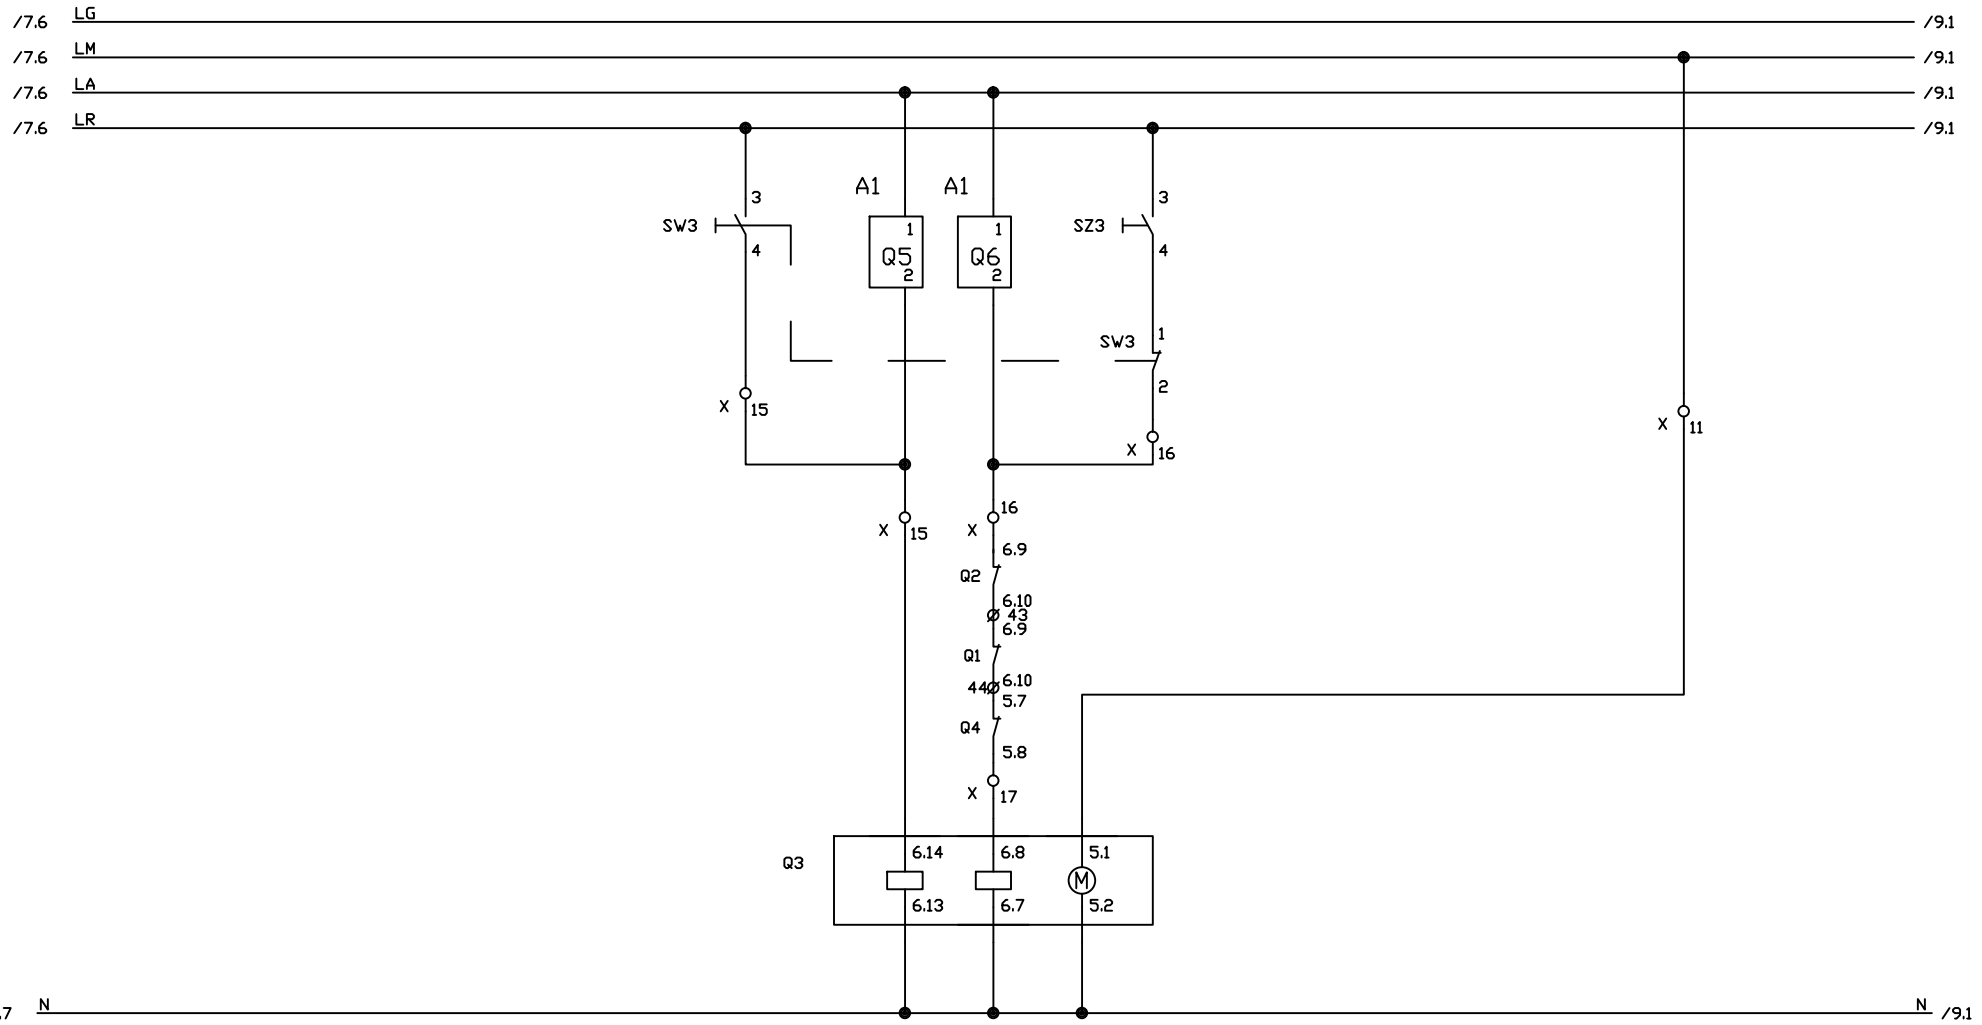 /7.6 LG /9.1
/7.6 LM /9.1
/7.6 LA /9.1
/7.6 LR /9.1
A1 A1
3 3
SW3 1 1 SZ3
4 Q5 Q6 4
2 2
SW3 1
2
X 15
X 11
X 16
16
X 15 X
6.9
Q2
6.10
43
6.9
Q1
6.10
44
5.7
Q4
5.8
X 17
Q3 6.14 6.8 5.1
M
6.13 6.7 5.2
N N
.7 /9.1